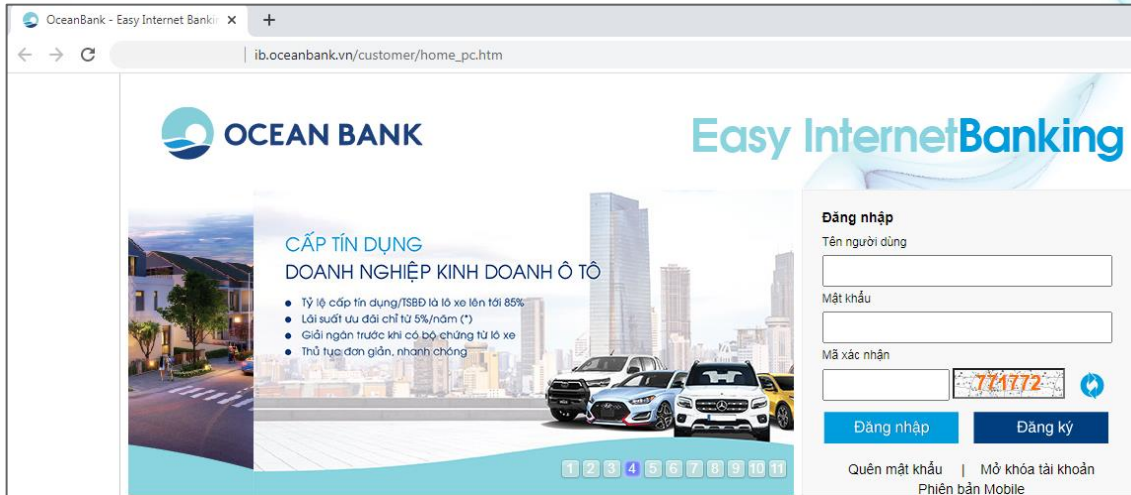 OceanBank - Easy Internet Bankin
ib.oceanbank.vn/customer/home_pc.htm
OCEAN BANK
Easy InternetBanking
CẤP TÍN DỤNG
DOANH NGHIỆP KINH DOANH Ô TÔ
Tỷ lệ cấp tín dụng/TSBĐ là lô xe lên tới 85%
Lãi suất ưu đãi chỉ từ 5%/năm (*)
Giải ngân trước khi có bộ chứng từ lô xe
Thủ tục đơn giản, nhanh chóng
1 2 3 4 5 6 7 8 9 10 11
Đăng nhập
Tên người dùng
Mật khẩu
Mã xác nhận
771772
Đăng nhập Đăng ký
Quên mật khẩu | Mở khóa tài khoản
Phiên bản Mobile